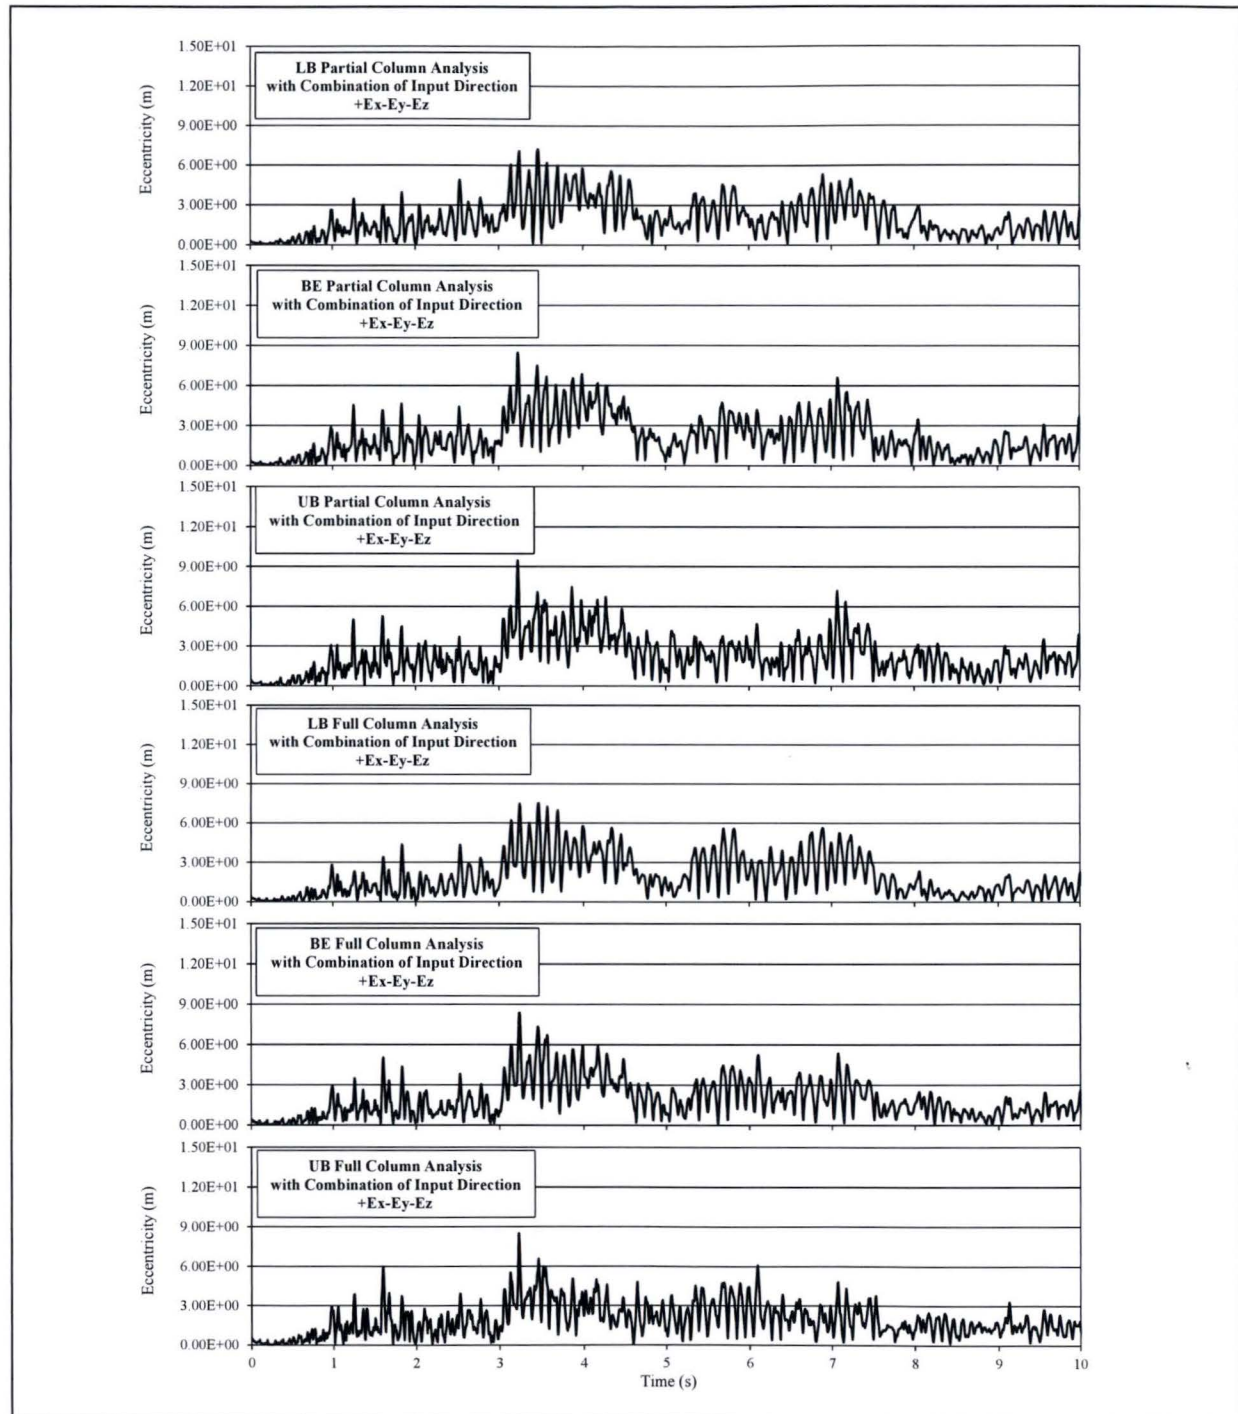 1.50E+01
LB Partial Column Analysis
1.20E+01
with Combination of Input Direction
+Ex-Ey-Ez
Eccentricity (m)
9.00E+00
6.00E+00
3.00E+00
0.00E+00
1.50E+01
BE Partial Column Analysis
1.20E+01
with Combination of Input Direction
+Ex-Ey-Ez
Eccentricity (m)
9.00E+00
6.00E+00
3.00E+00
0.00E+00
1.50E+01
UB Partial Column Analysis
1.20E+01
with Combination of Input Direction
+Ex-Ey-Ez
Eccentricity (m)
9.00E+00
6.00E+00
3.00E+00
0.00E+00
1.50E+01
LB Full Column Analysis
1.20E+01
with Combination of Input Direction
+Ex-Ey-Ez
Eccentricity (m)
9.00E+00
6.00E+00
3.00E+00
0.00E+00
1.50E+01
BE Full Column Analysis
1.20E+01
with Combination of Input Direction
+Ex-Ey-Ez
Eccentricity (m)
9.00E+00
6.00E+00
3.00E+00
0.00E+00
1.50E+01
UB Full Column Analysis
1.20E+01
with Combination of Input Direction
+Ex-Ey-Ez
Eccentricity (m)
9.00E+00
6.00E+00
3.00E+00
0.00E+00
0 1 2 3 4 5 6 7 8 9 10
Time (s)